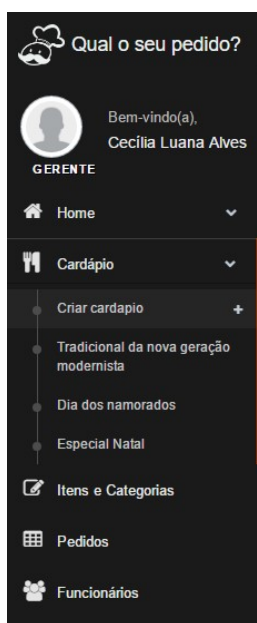 Qual o seu pedido?
Bem-vindo(a),
Cecília Luana Alves
GERENTE
Home
Cardápio
Criar cardapio +
Tradicional da nova geração
modernista
Dia dos namorados
Especial Natal
Itens e Categorias
Pedidos
Funcionários